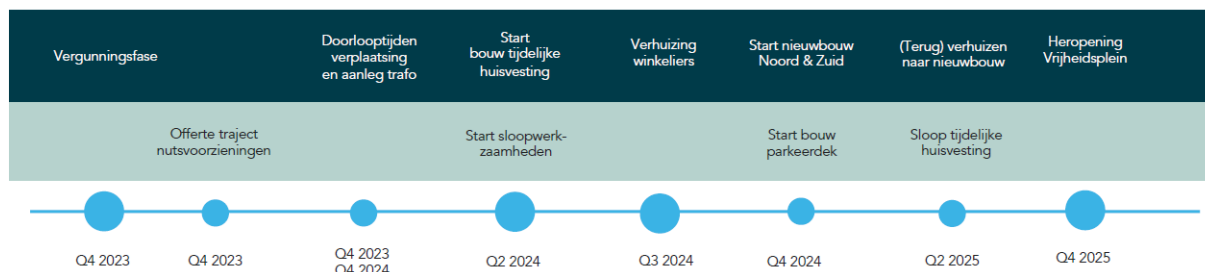 Vergunningsfase
Doorlooptijden
verplaatsing
en aanleg trafo
Start
bouw tijdelijke
huisvesting
Verhuizing
winkeliers
Start nieuwbouw
Noord & Zuid
(Terug) verhuizen
naar nieuwbouw
Heropening
Vrijheidsplein
Offerte traject
nutsvoorzieningen
Start sloopwerk-
zaamheden
Start bouw
parkeerdek
Sloop tijdelijke
huisvesting
Q4 2023
Q4 2023
Q4 2023
Q4 2024
Q2 2024
Q3 2024
Q4 2024
Q2 2025
Q4 2025